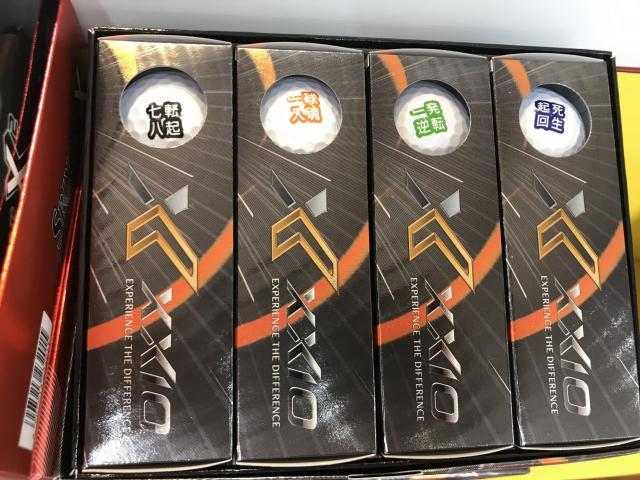 七転
八起
一球
入魂
一発
逆転
起死
回生
XXIO
EXPERIENCE THE DIFFERENCE
XXIO
EXPERIENCE THE DIFFERENCE
XXIO
EXPERIENCE THE DIFFERENCE
XXIO
EXPERIENCE THE DIFFERENCE